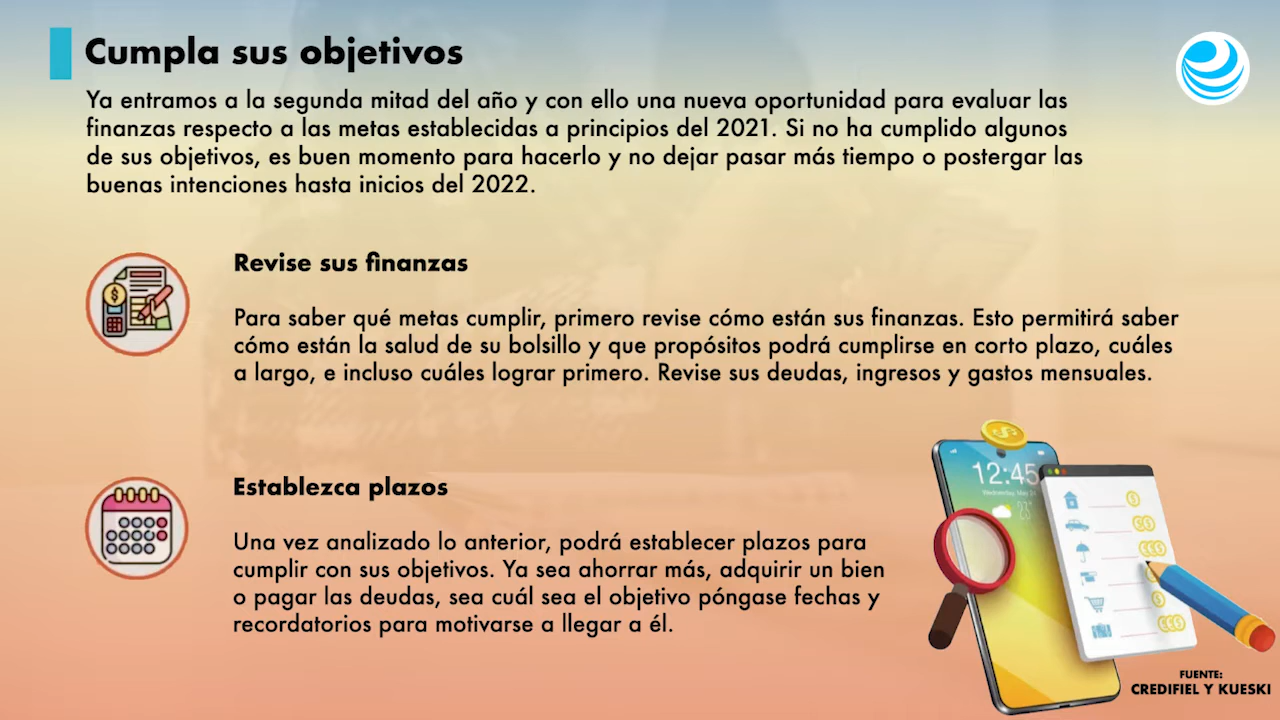 Cumpla sus objetivos
Ya entramos a la segunda mitad del año y con ello una nueva oportunidad para evaluar las
finanzas respecto a las metas establecidas a principios del 2021. Si no ha cumplido algunos
de sus objetivos, es buen momento para hacerlo y no dejar pasar más tiempo o postergar las
buenas intenciones hasta inicios del 2022.
Revise sus finanzas
Para saber qué metas cumplir, primero revise cómo están sus finanzas. Esto permitirá saber
cómo están la salud de su bolsillo y que propósitos podrá cumplirse en corto plazo, cuáles
a largo, e incluso cuáles lograr primero. Revise sus deudas, ingresos y gastos mensuales.
Establezca plazos
Una vez analizado lo anterior, podrá establecer plazos para
cumplir con sus objetivos. Ya sea ahorrar más, adquirir un bien
o pagar las deudas, sea cuál sea el objetivo póngase fechas y
recordatorios para motivarse a llegar a él.
12:45
FUENTE:
CREDIFIEL Y KUESKI